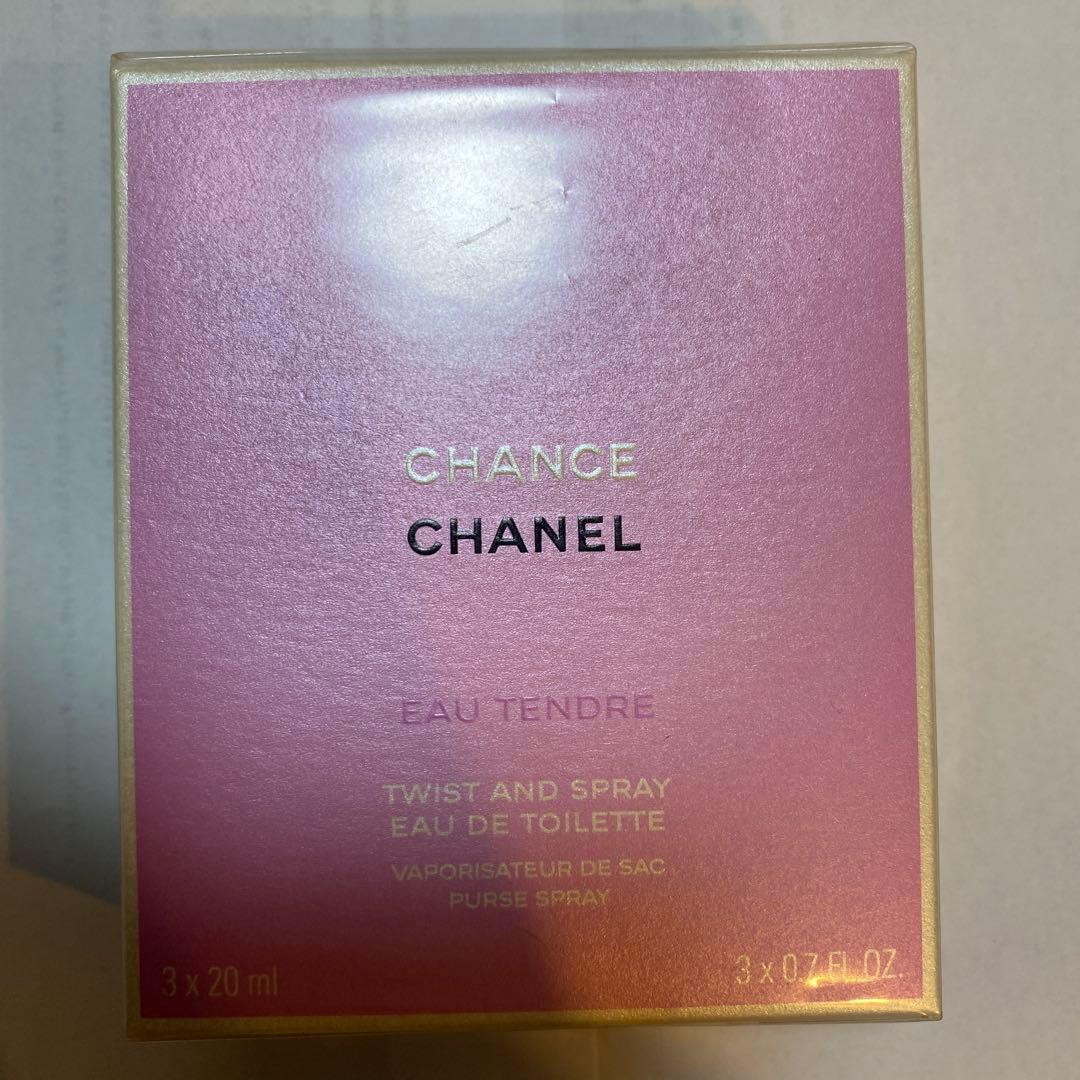 CHANCE
CHANEL
EAU TENDRE
TWIST AND SPRAY
EAU DE TOILETTE
VAPORISATEUR DE SAC
PURSE SPRAY
3 x 20 ml
3 x 0.7 FL.OZ.